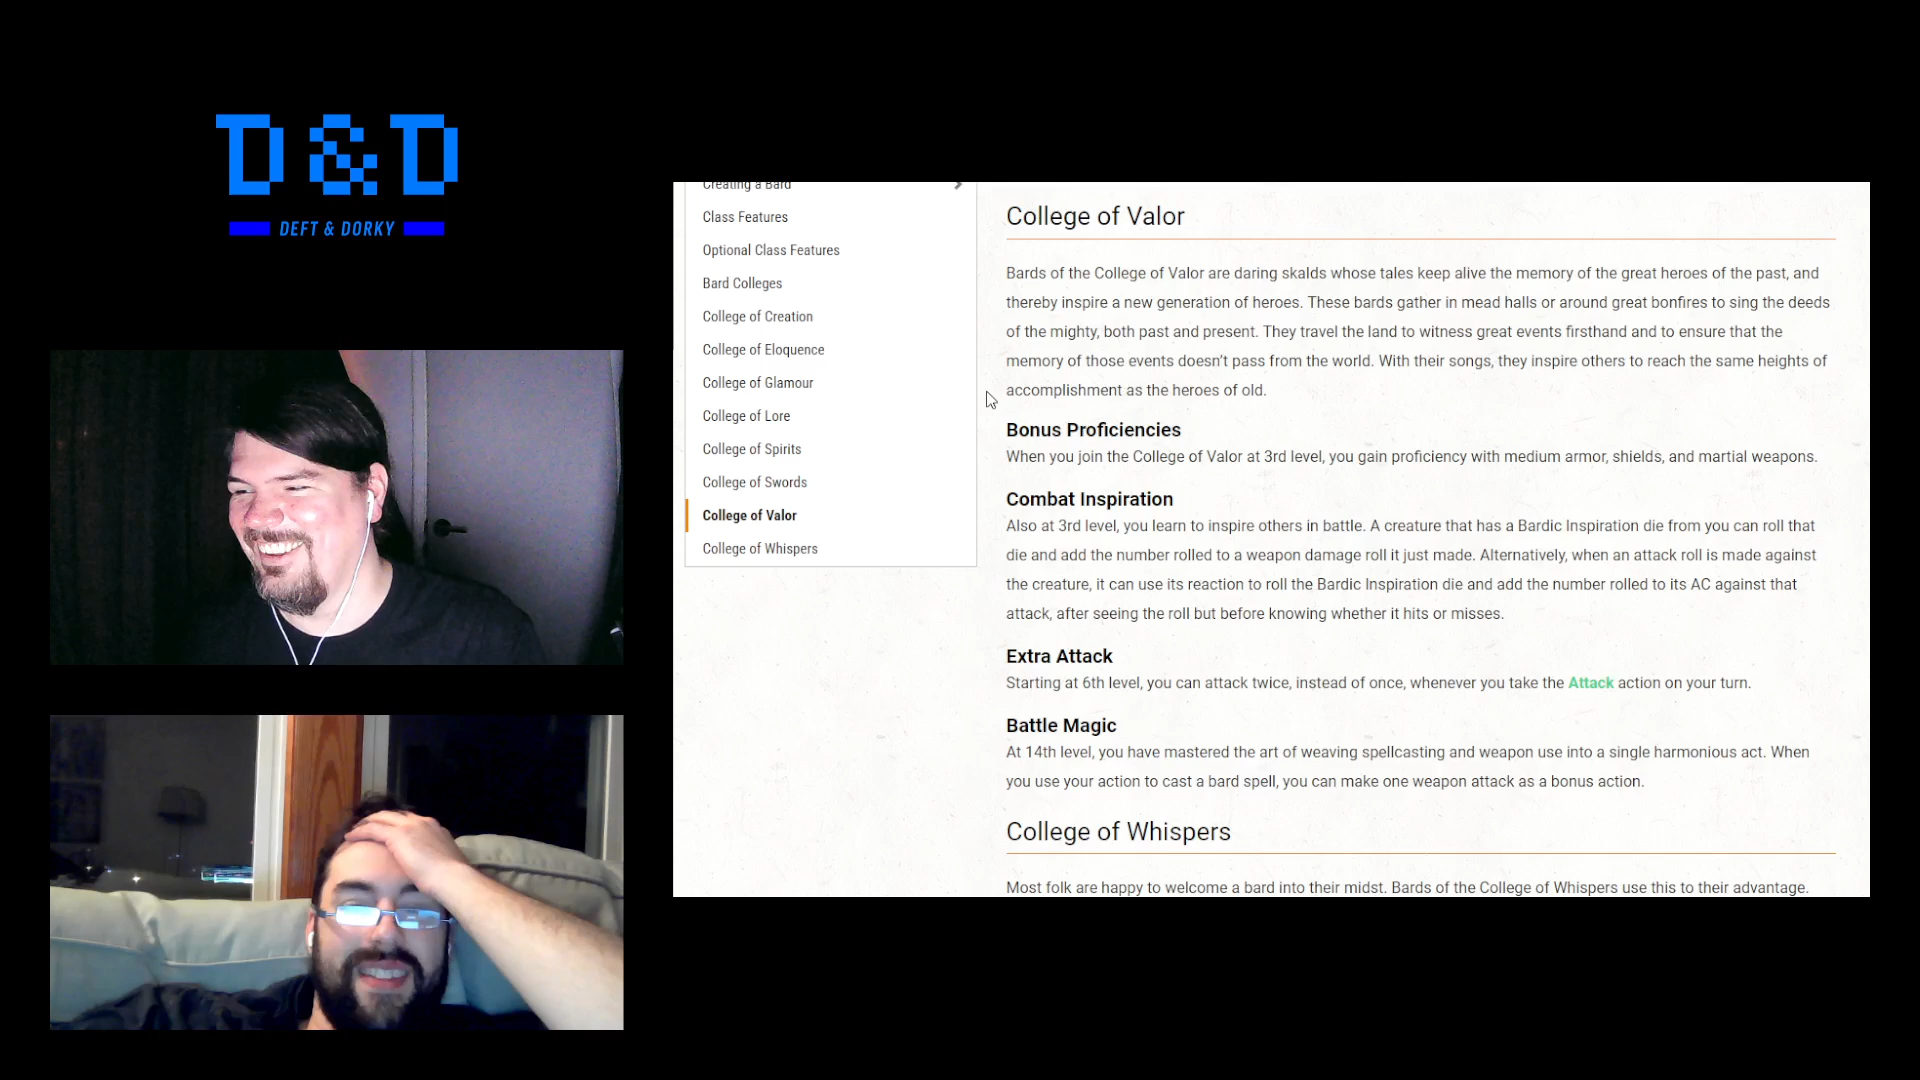 D&D
DEFT & DORKY
Creating a Bard
Class Features
Optional Class Features
Bard Colleges
College of Creation
College of Eloquence
College of Glamour
College of Lore
College of Spirits
College of Swords
College of Valor
College of Whispers
College of Valor
Bards of the College of Valor are daring skalds whose tales keep alive the memory of the great heroes of the past, and
thereby inspire a new generation of heroes. These bards gather in mead halls or around great bonfires to sing the deeds
of the mighty, both past and present. They travel the land to witness great events firsthand and to ensure that the
memory of those events doesn’t pass from the world. With their songs, they inspire others to reach the same heights of
accomplishment as the heroes of old.
Bonus Proficiencies
When you join the College of Valor at 3rd level, you gain proficiency with medium armor, shields, and martial weapons.
Combat Inspiration
Also at 3rd level, you learn to inspire others in battle. A creature that has a Bardic Inspiration die from you can roll that
die and add the number rolled to a weapon damage roll it just made. Alternatively, when an attack roll is made against
the creature, it can use its reaction to roll the Bardic Inspiration die and add the number rolled to its AC against that
attack, after seeing the roll but before knowing whether it hits or misses.
Extra Attack
Starting at 6th level, you can attack twice, instead of once, whenever you take the Attack action on your turn.
Battle Magic
At 14th level, you have mastered the art of weaving spellcasting and weapon use into a single harmonious act. When
you use your action to cast a bard spell, you can make one weapon attack as a bonus action.
College of Whispers
Most folk are happy to welcome a bard into their midst. Bards of the College of Whispers use this to their advantage.